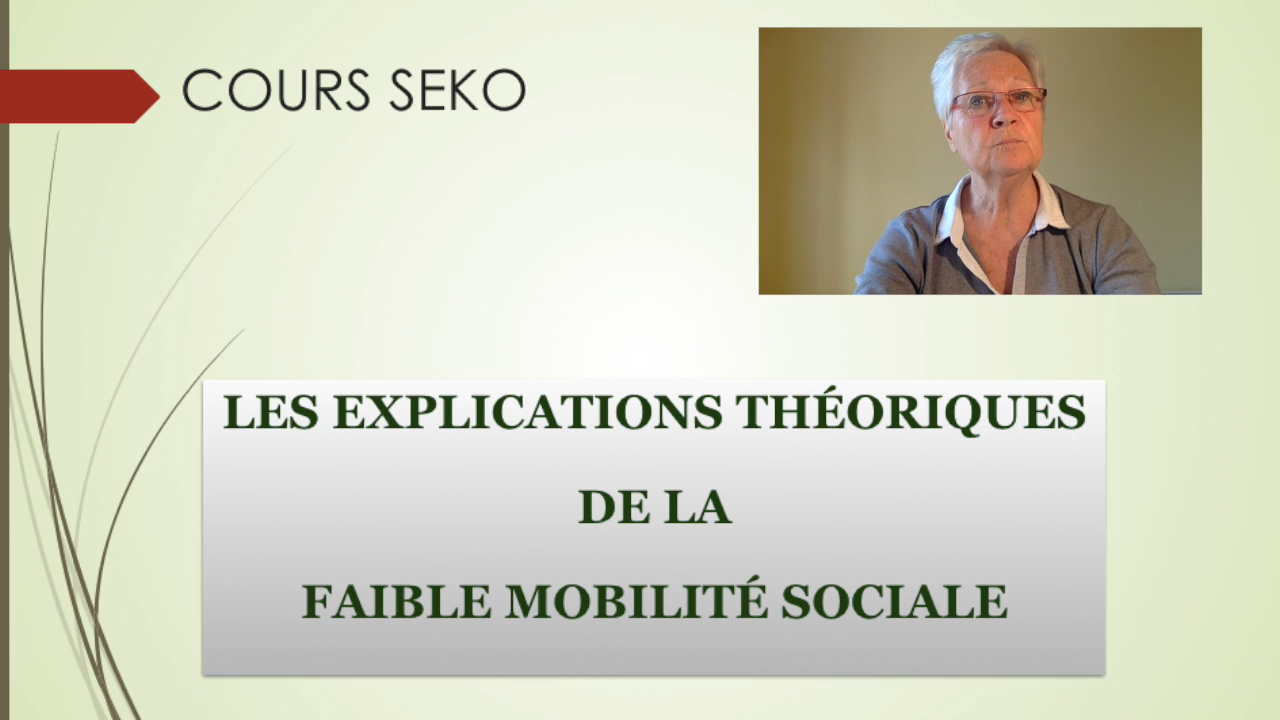 COURS SEKO
LES EXPLICATIONS THÉORIQUES
DE LA
FAIBLE MOBILITÉ SOCIALE